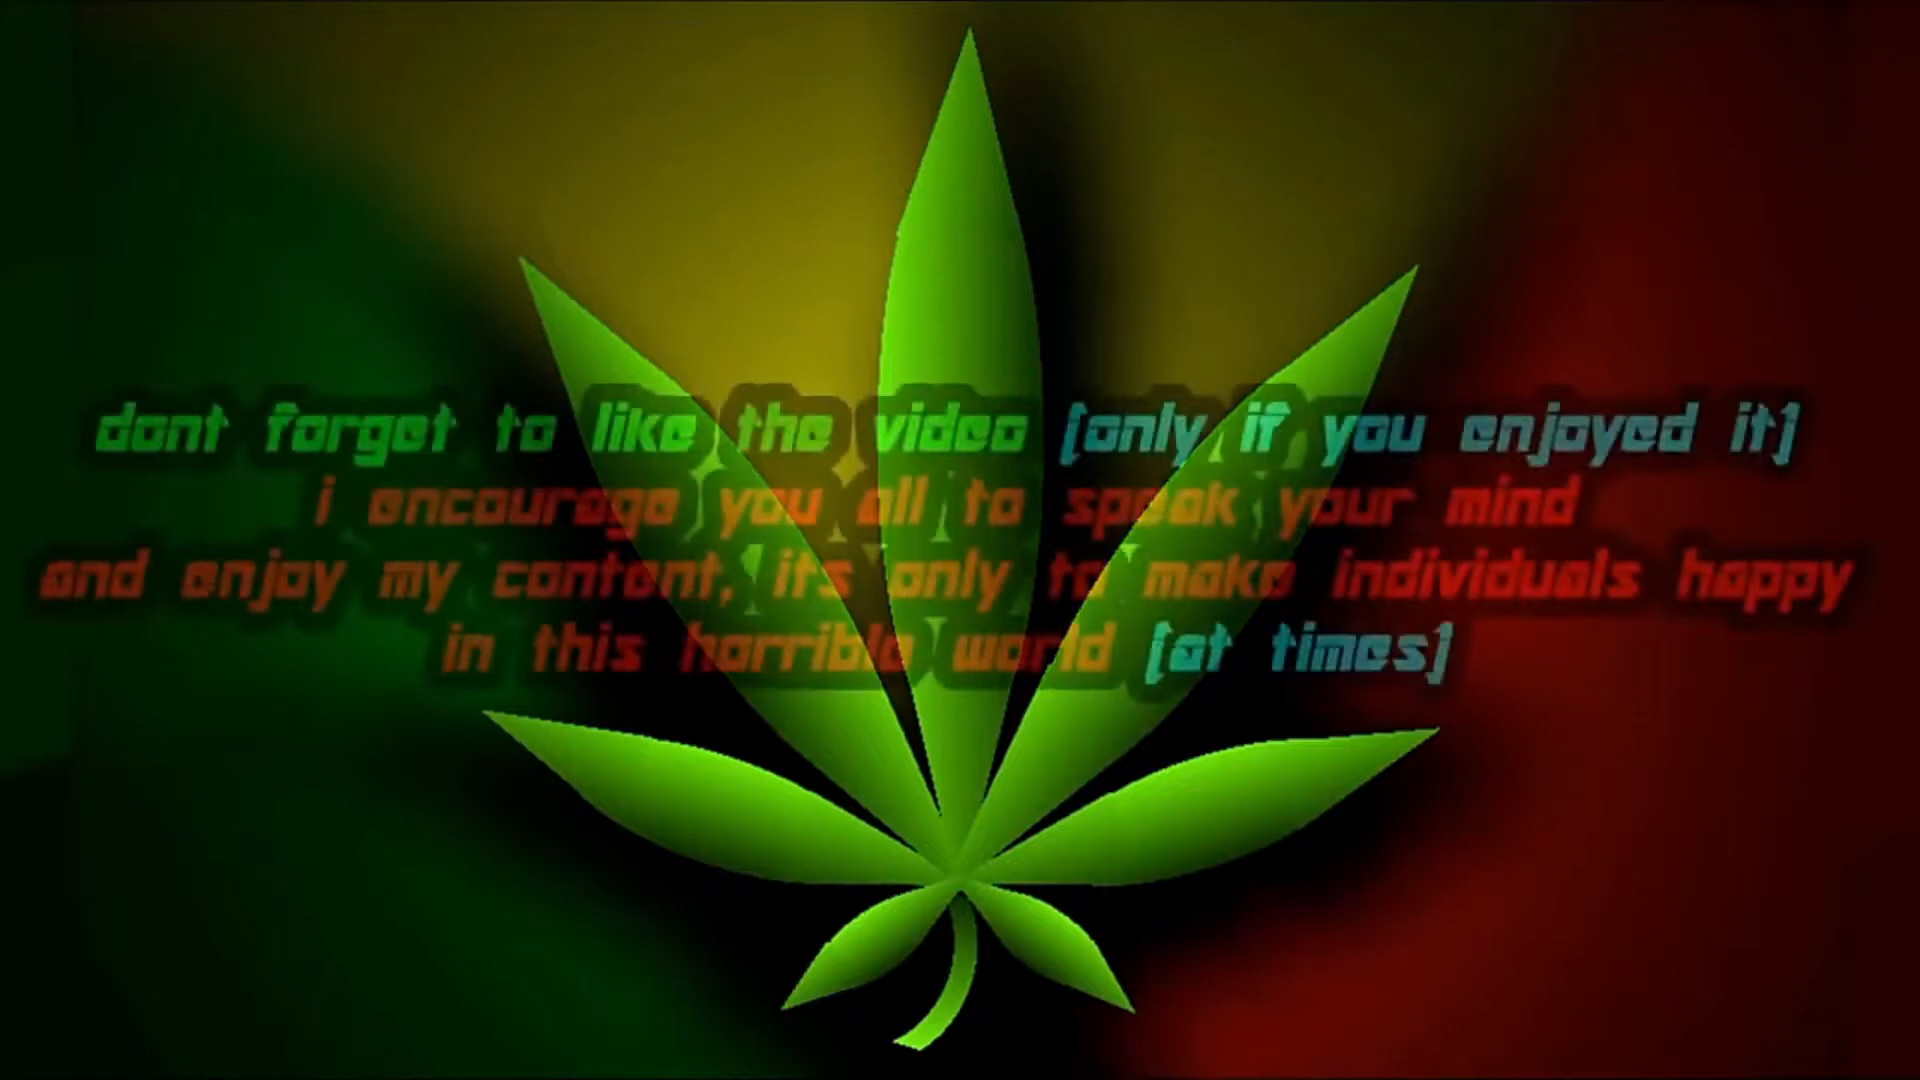 dont forget to like the video (only if you enjoyed it)
i encourage you all to speak your mind
and enjoy my content, its only to make individuals happy
in this horrible world (at times)